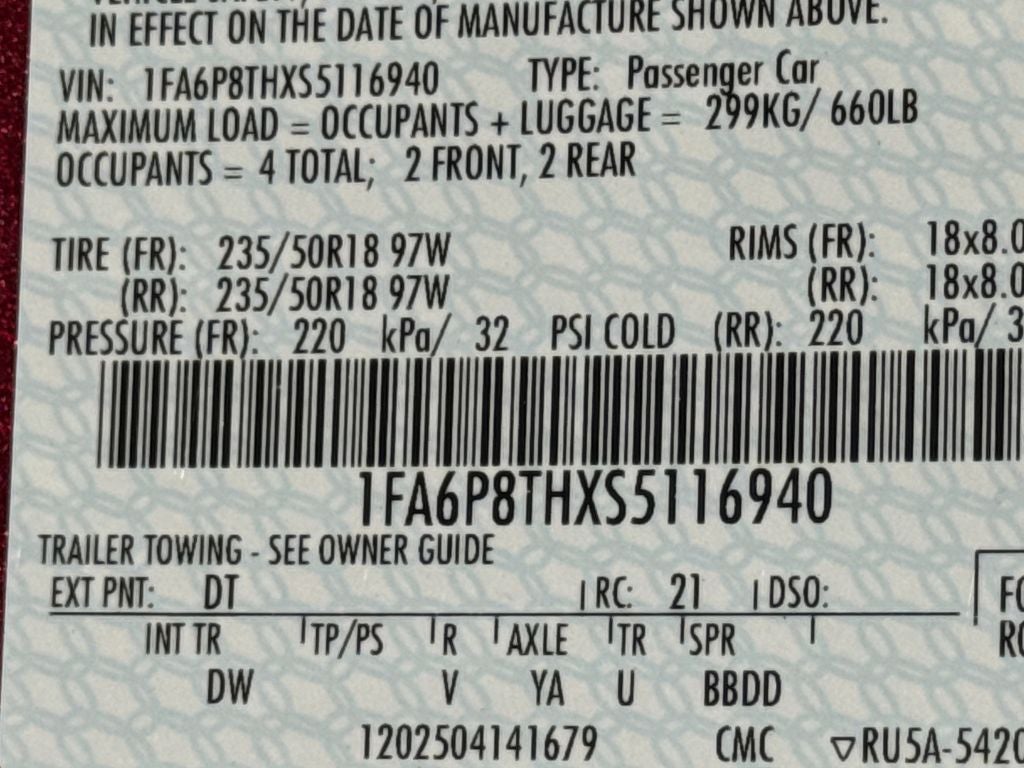 IN EFFECT ON THE DATE OF MANUFACTURE SHOWN ABOVE.
VIN: 1FA6P8THXS5116940 TYPE: Passenger Car
MAXIMUM LOAD = OCCUPANTS + LUGGAGE = 299KG/ 660LB
OCCUPANTS = 4 TOTAL; 2 FRONT, 2 REAR
TIRE (FR): 235/50R18 97W RIMS (FR): 18x8.0
(RR): 235/50R18 97W (RR): 18x8.0
PRESSURE (FR): 220 kPa/ 32 PSI COLD (RR): 220 kPa/ 3
1FA6P8THXS5116940
TRAILER TOWING - SEE OWNER GUIDE
EXT PNT: DT | RC: 21 | DSO:
INT TR | TP/PS | R | AXLE | TR | SPR |
DW V YA U BBDD
1202504141679 CMC ▽RU5A-5420